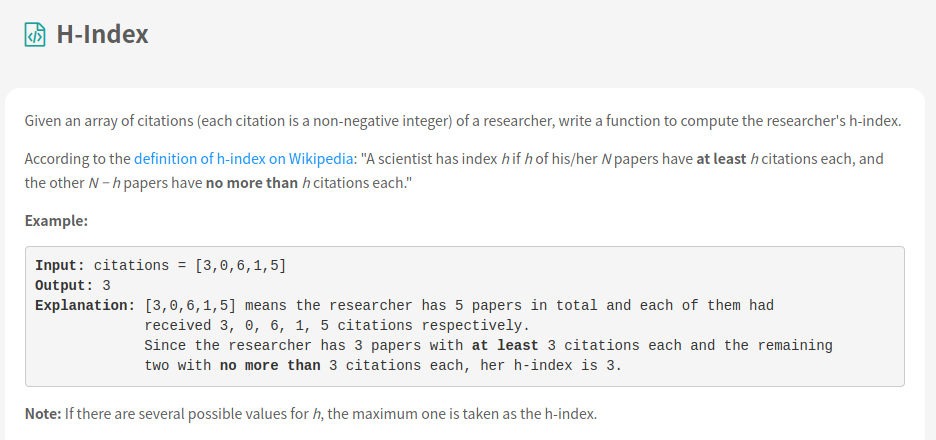 H-Index
Given an array of citations (each citation is a non-negative integer) of a researcher, write a function to compute the researcher's h-index.
According to the definition of h-index on Wikipedia: "A scientist has index h if h of his/her N papers have at least h citations each, and
the other N − h papers have no more than h citations each."
Example:
Input: citations = [3,0,6,1,5]
Output: 3
Explanation: [3,0,6,1,5] means the researcher has 5 papers in total and each of them had
received 3, 0, 6, 1, 5 citations respectively.
Since the researcher has 3 papers with at least 3 citations each and the remaining
two with no more than 3 citations each, her h-index is 3.
Note: If there are several possible values for h, the maximum one is taken as the h-index.